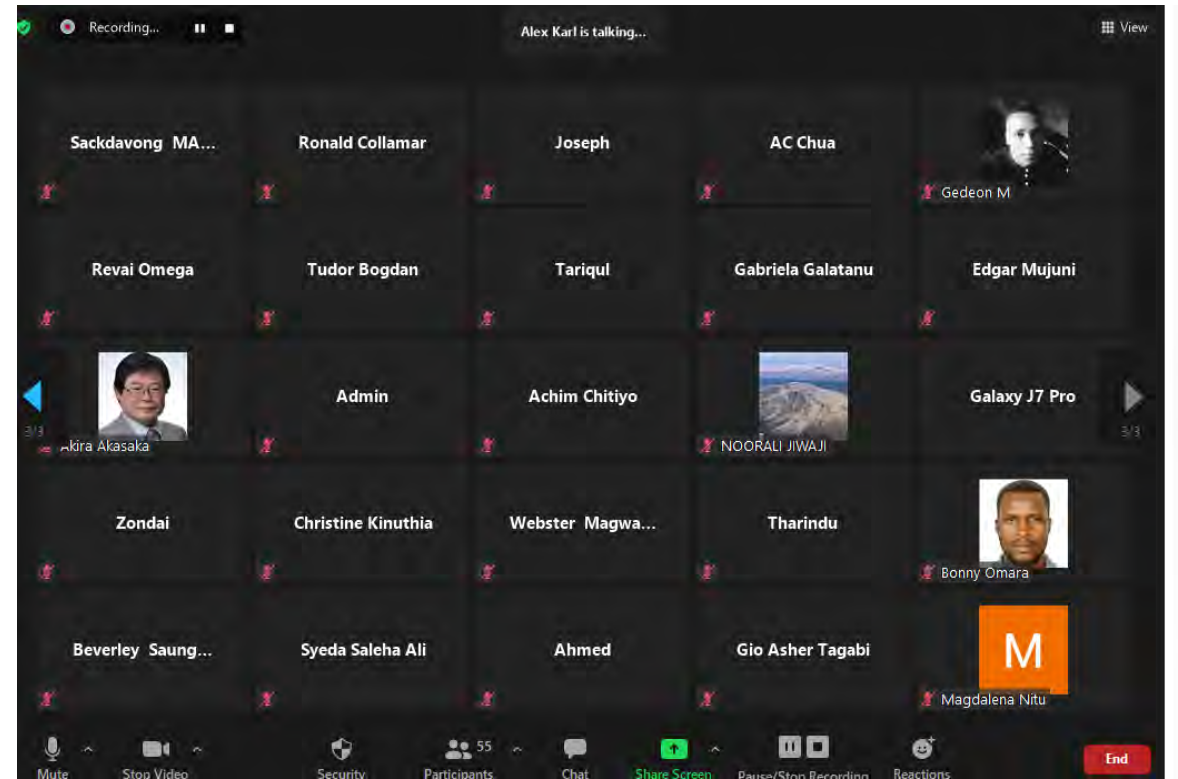 Recording...
Alex Karl is talking...
View
Sackdavong MA...
Ronald Collamar
Joseph
AC Chua
Gedeon M
Revai Omega
Tudor Bogdan
Tariqul
Gabriela Galatanu
Edgar Mujuni
3/3
Akira Akasaka
Admin
Achim Chitiyo
NOORALI JIWAJI
Galaxy J7 Pro
3/3
Zondai
Christine Kinuthia
Webster Magwa...
Tharindu
Bonny Omara
Beverley Saung...
Syeda Saleha Ali
Ahmed
Gio Asher Tagabi
M
Magdalena Nitu
Mute
Stop Video
Security
55
Participants
Chat
Share Screen
Pause/Stop Recording
Reactions
End